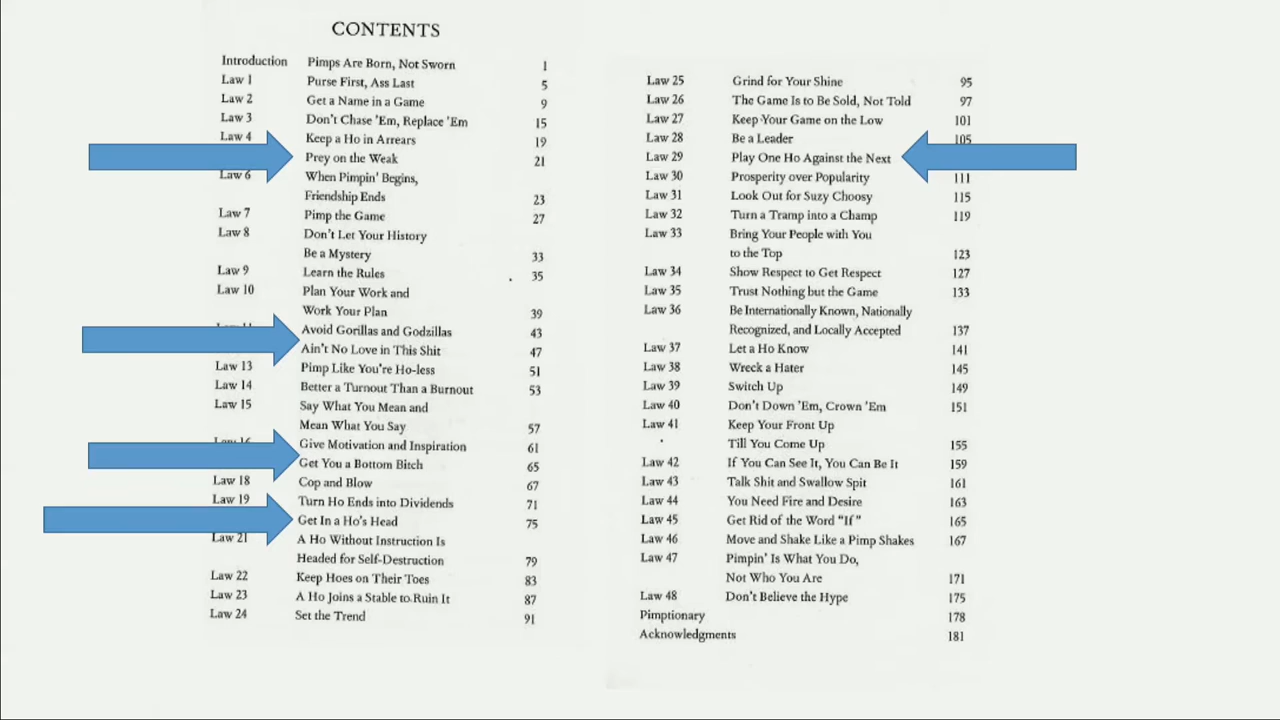 CONTENTS
Introduction Pimps Are Born, Not Sworn 1
Law 1 Purse First, Ass Last 5
Law 2 Get a Name in a Game 9
Law 3 Don't Chase 'Em, Replace 'Em 15
Law 4 Keep a Ho in Arrears 19
Prey on the Weak 21
Law 6 When Pimpin' Begins,
Friendship Ends 23
Law 7 Pimp the Game 27
Law 8 Don't Let Your History
Be a Mystery 33
Law 9 Learn the Rules 35
Law 10 Plan Your Work and
Work Your Plan 39
Avoid Gorillas and Godzillas 43
Ain't No Love in This Shit 47
Law 13 Pimp Like You're Ho-less 51
Law 14 Better a Turnout Than a Burnout 53
Law 15 Say What You Mean and
Mean What You Say 57
Give Motivation and Inspiration 61
Get You a Bottom Bitch 65
Law 18 Cop and Blow 67
Law 19 Turn Ho Ends into Dividends 71
Get In a Ho's Head 75
Law 21 A Ho Without Instruction Is
Headed for Self-Destruction 79
Law 22 Keep Hoes on Their Toes 83
Law 23 A Ho Joins a Stable to Ruin It 87
Law 24 Set the Trend 91
Law 25 Grind for Your Shine 95
Law 26 The Game Is to Be Sold, Not Told 97
Law 27 Keep Your Game on the Low 101
Law 28 Be a Leader 105
Law 29 Play One Ho Against the Next
Law 30 Prosperity over Popularity 111
Law 31 Look Out for Suzy Choosy 115
Law 32 Turn a Tramp into a Champ 119
Law 33 Bring Your People with You
to the Top 123
Law 34 Show Respect to Get Respect 127
Law 35 Trust Nothing but the Game 133
Law 36 Be Internationally Known, Nationally
Recognized, and Locally Accepted 137
Law 37 Let a Ho Know 141
Law 38 Wreck a Hater 145
Law 39 Switch Up 149
Law 40 Don't Down 'Em, Crown 'Em 151
Law 41 Keep Your Front Up
Till You Come Up 155
Law 42 If You Can See It, You Can Be It 159
Law 43 Talk Shit and Swallow Spit 161
Law 44 You Need Fire and Desire 163
Law 45 Get Rid of the Word "If" 165
Law 46 Move and Shake Like a Pimp Shakes 167
Law 47 Pimpin' Is What You Do,
Not Who You Are 171
Law 48 Don't Believe the Hype 175
Pimptionary 178
Acknowledgments 181